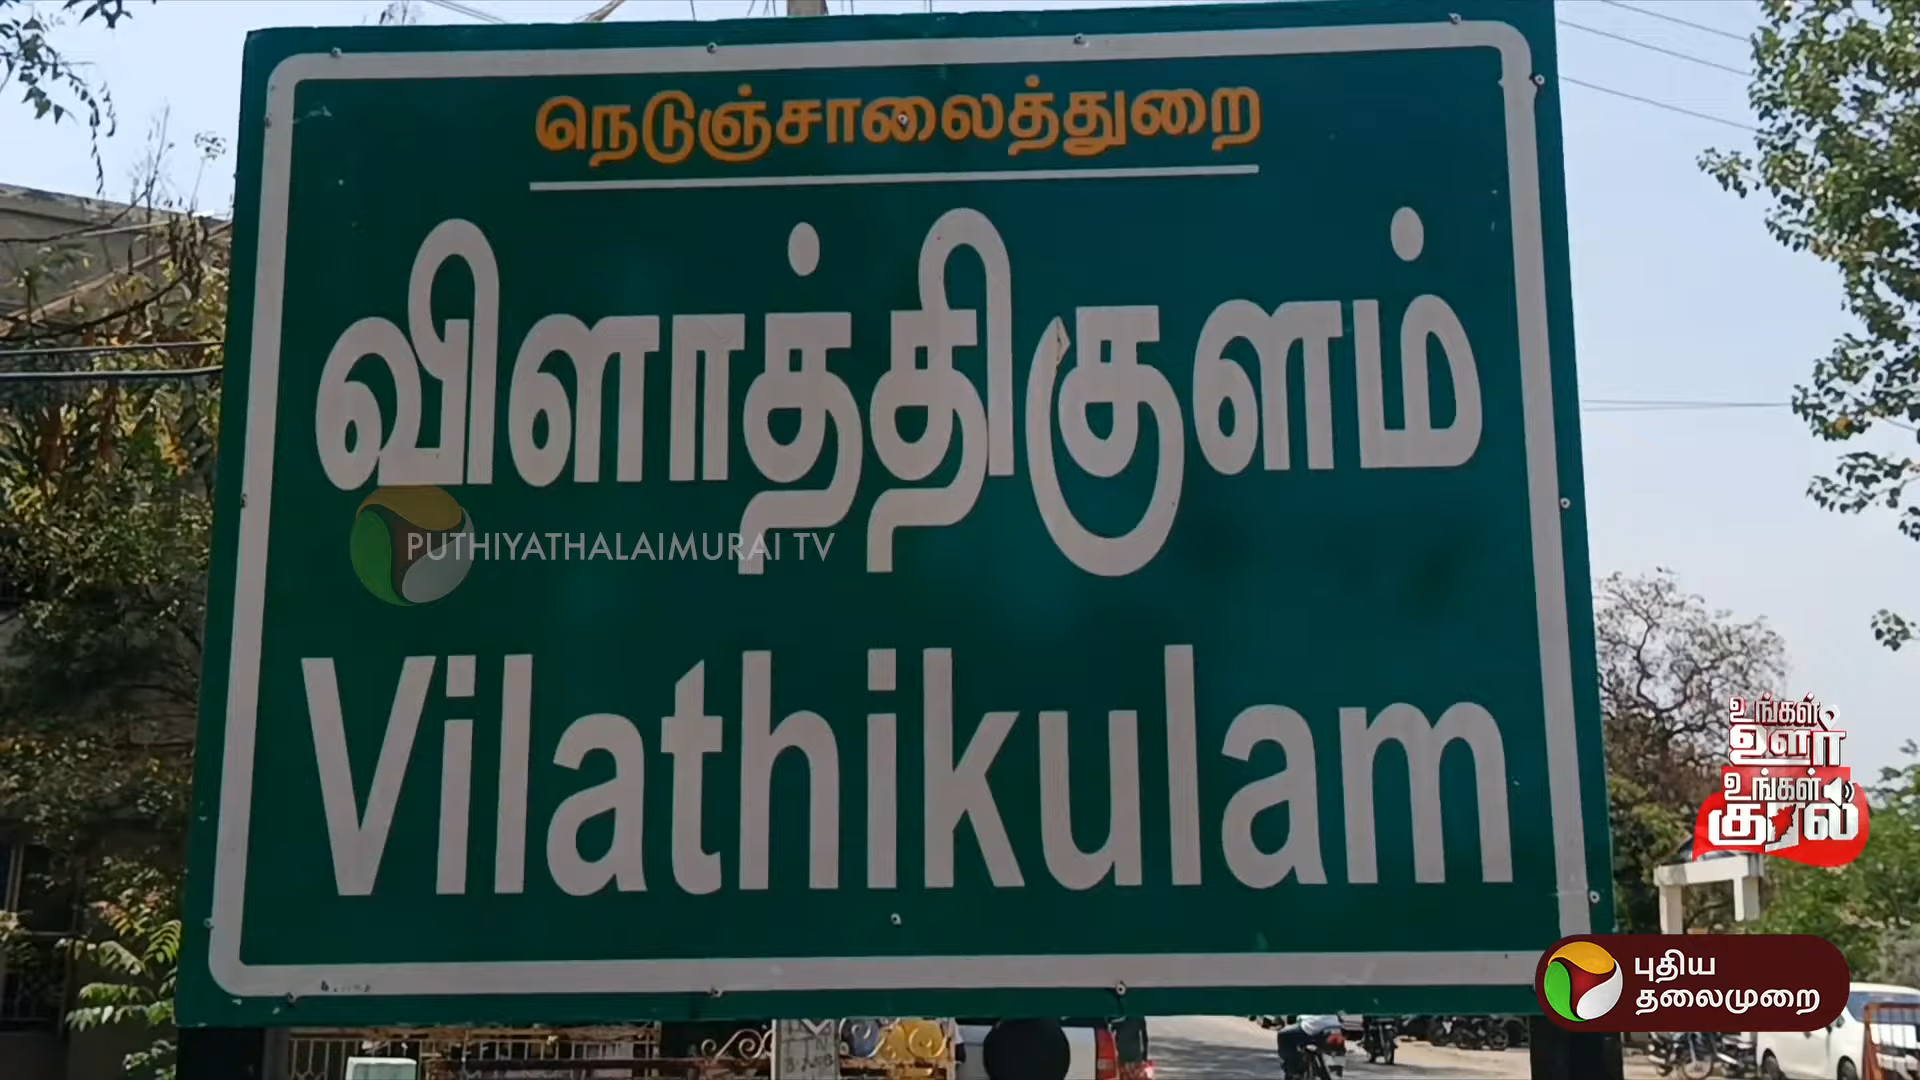 நெடுஞ்சாலைத்துறை
விளாத்திகுளம்
PUTHIYATHALAIMURAI TV
Vilathikulam
உங்கள்
ஊர்
உங்கள்
குரல்
புதிய
தலைமுறை